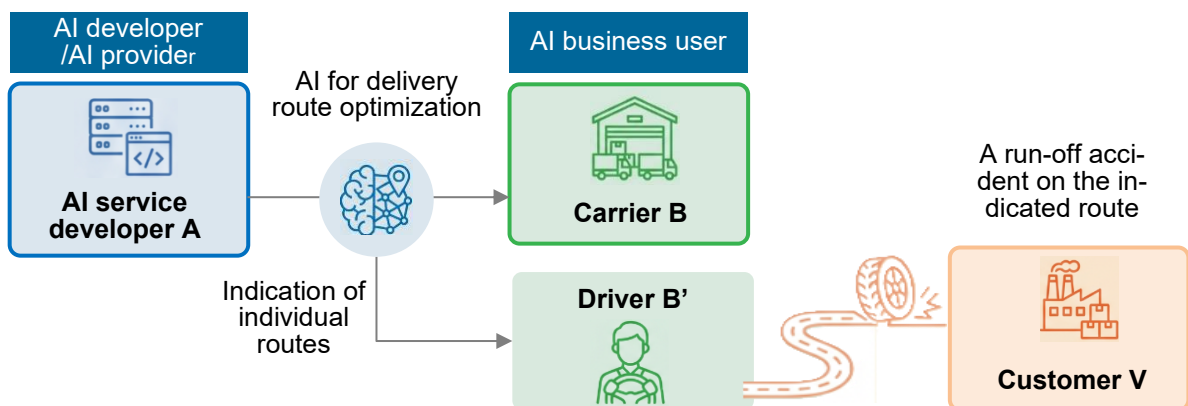 AI developer
/AI provider
AI business user
AI for delivery
route optimization
AI service
developer A
Carrier B
A run-off acci-
dent on the in-
dicated route
Indication of
individual
routes
Driver B’
Customer V